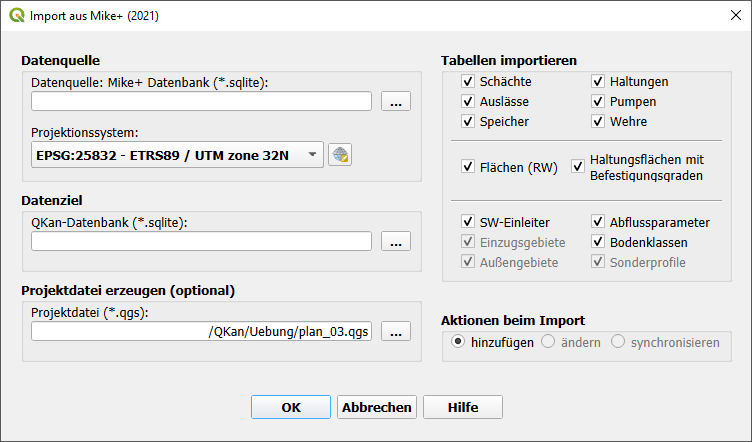 Import aus Mike+ (2021)
Datenquelle
Datenquelle: Mike+ Datenbank (*.sqlite):
...
Projektionssystem:
EPSG:25832 - ETRS89 / UTM zone 32N
Datenziel
QKan-Datenbank (*.sqlite):
...
Projektdatei erzeugen (optional)
Projektdatei (*.qgs):
/QKan/Uebung/plan_03.qgs
...
Tabellen importieren
Schächte Haltungen
Auslässe Pumpen
Speicher Wehre
Flächen (RW) Haltungsflächen mit
Befestigungsgraden
SW-Einleiter Abflussparameter
Einzugsgebiete Bodenklassen
Außengebiete Sonderprofile
Aktionen beim Import
hinzufügen ändern synchronisieren
OK Abbrechen Hilfe